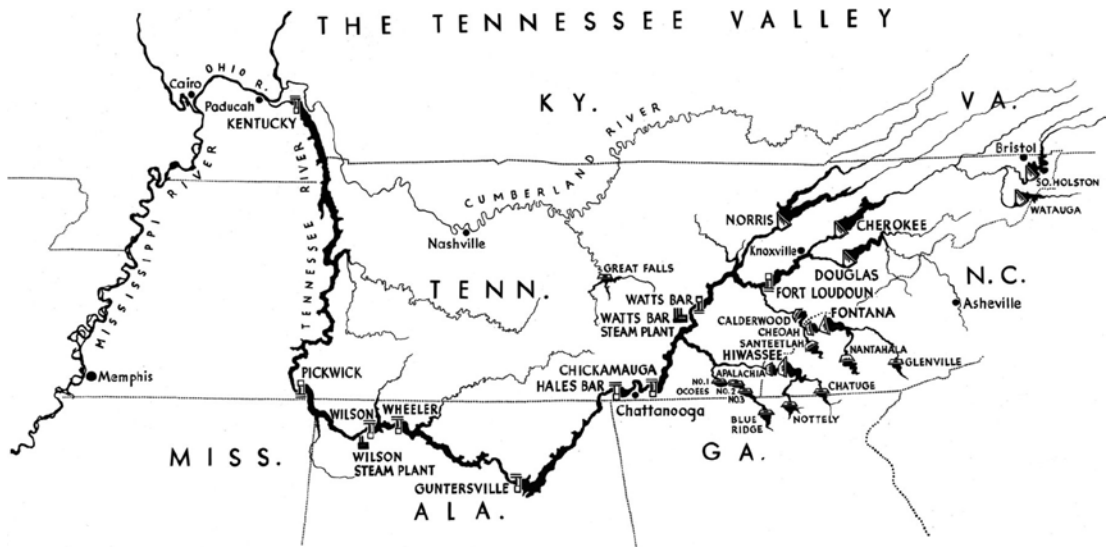 THE TENNESSEE VALLEY
OHIO R.
Cairo
Paducah
KENTUCKY
KY.
VA.
Bristol
SO. HOLSTON
WATAUGA
MISSISSIPPI RIVER
TENNESSEE RIVER
CUMBERLAND RIVER
Nashville
NORRIS
CHEROKEE
Knoxville
DOUGLAS
FORT LOUDOUN
N.C.
Asheville
GREAT FALLS
TENN.
WATTS BAR
WATTS BAR
STEAM PLANT
CALDERWOOD
CHEOAH
FONTANA
SANTEETLAH
HIWASSEE
NANTAHALA
GLENVILLE
Memphis
PICKWICK
CHICKAMAUGA
HALES BAR
Chattanooga
APALACHIA
NO.1
OCOEES
NO.2
NO3
CHATUGE
NOTTELY
BLUE
RIDGE
WILSON
WHEELER
WILSON
STEAM PLANT
GUNTERSVILLE
MISS.
ALA.
GA.